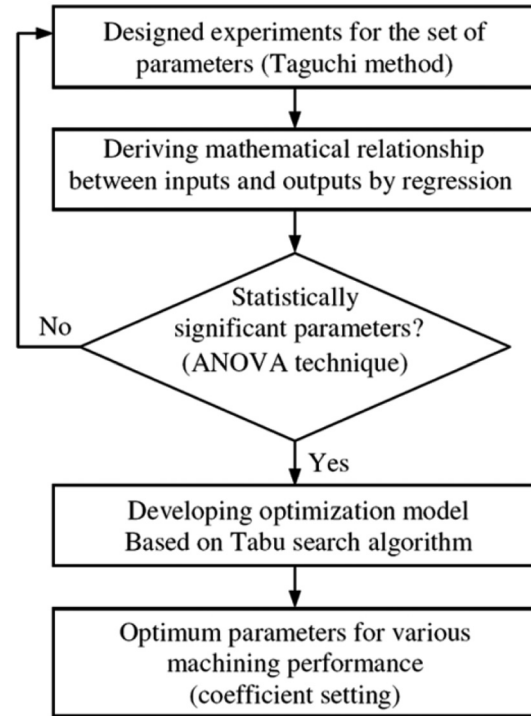 Designed experiments for the set of
parameters (Taguchi method)
Deriving mathematical relationship
between inputs and outputs by regression
Statistically
significant parameters?
(ANOVA technique)
No
Yes
Developing optimization model
Based on Tabu search algorithm
Optimum parameters for various
machining performance
(coefficient setting)